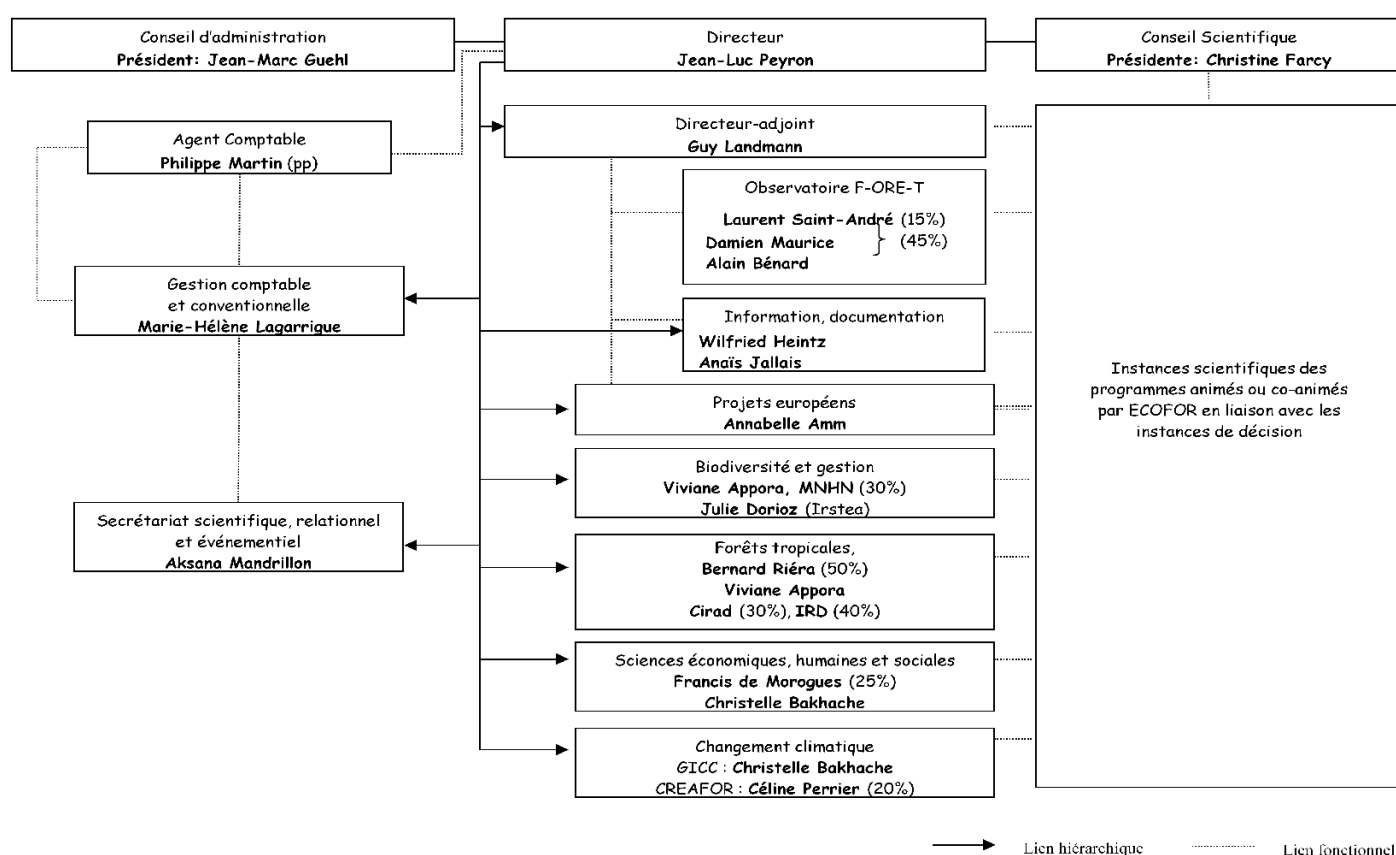 Conseil d'administration
Président: Jean-Marc Guehl
Directeur
Jean-Luc Peyron
Conseil Scientifique
Présidente: Christine Farcy
Agent Comptable
Philippe Martin (pp)
Directeur-adjoint
Guy Landmann
Observatoire F-ORE-T
Laurent Saint-André (15%)
Damien Maurice } (45%)
Alain Bénard
Gestion comptable
et conventionnelle
Marie-Hélène Lagarrigue
Information, documentation
Wilfried Heintz
Anaïs Jallais
Instances scientifiques des
programmes animés ou co-animés
par ECOFOR en liaison avec les
instances de décision
Projets européens
Annabelle Amm
Biodiversité et gestion
Viviane Appora, MNHN (30%)
Julie Dorioz (Irstea)
Secrétariat scientifique, relationnel
et événementiel
Aksana Mandrillon
Forêts tropicales,
Bernard Riéra (50%)
Viviane Appora
Cirad (30%), IRD (40%)
Sciences économiques, humaines et sociales
Francis de Morogues (25%)
Christelle Bakhache
Changement climatique
GICC : Christelle Bakhache
CREAFOR : Céline Perrier (20%)
Lien hiérarchique
Lien fonctionnel